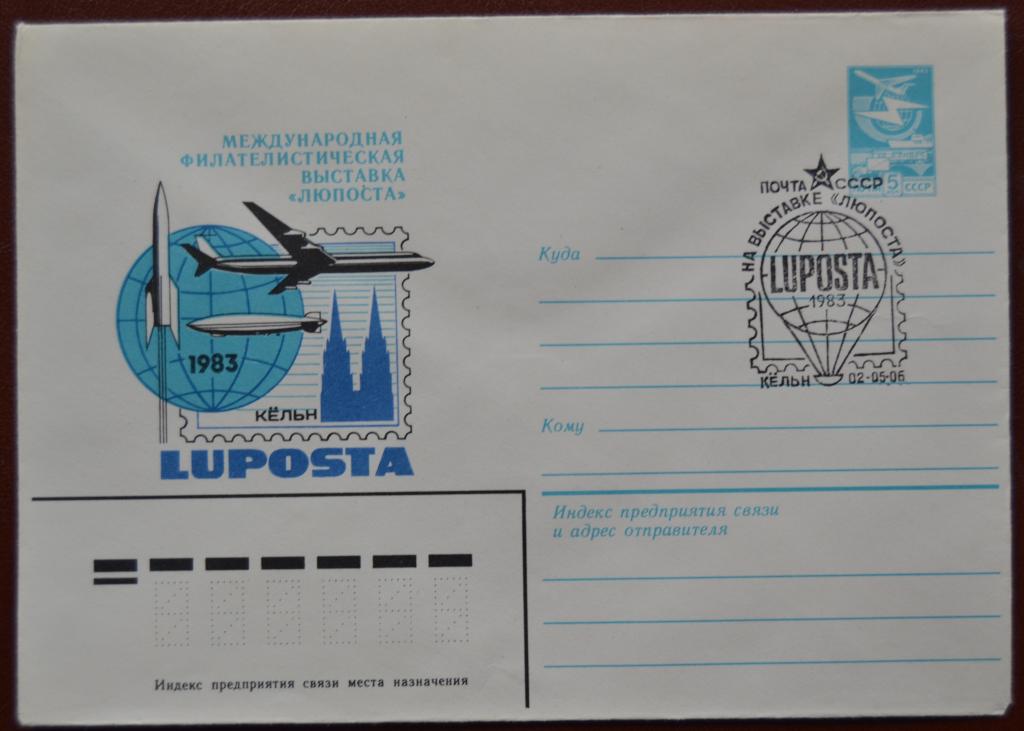 МЕЖДУНАРОДНАЯ
ФИЛАТЕЛИСТИЧЕСКАЯ
ВЫСТАВКА
«ЛЮПОСТА»
1983
КЁЛЬН
LUPOSTA
5
СССР
ПОЧТА СССР
НА ВЫСТАВКЕ «ЛЮПОСТА»
LUPOSTA
1983
КЁЛЬН 02-05-06
Куда
Кому
Индекс предприятия связи
и адрес отправителя
Индекс предприятия связи места назначения